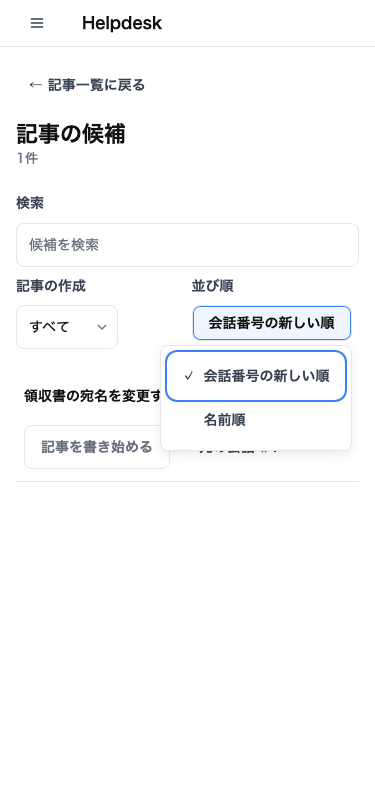 Helpdesk
← 記事一覧に戻る
記事の候補
1件
検索
候補を検索
記事の作成
並び順
すべて
会話番号の新しい順
✓ 会話番号の新しい順
名前順
領収書の宛名を変更す
記事を書き始める